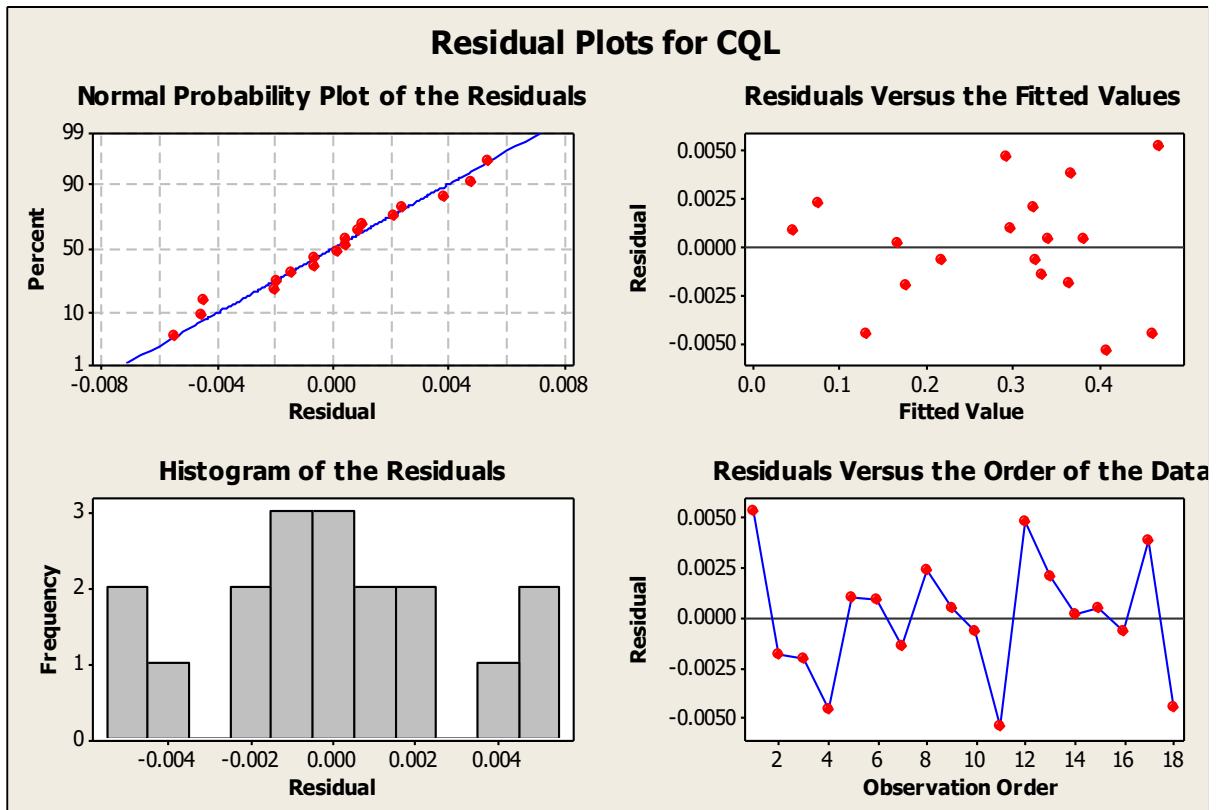 Residual Plots for CQL
Normal Probability Plot of the Residuals
99
90
50
10
1
Percent
-0.008 -0.004 0.000 0.004 0.008
Residual
Residuals Versus the Fitted Values
0.0050
0.0025
0.0000
-0.0025
-0.0050
Residual
0.0 0.1 0.2 0.3 0.4
Fitted Value
Histogram of the Residuals
3
2
1
0
Frequency
-0.004 -0.002 0.000 0.002 0.004
Residual
Residuals Versus the Order of the Data
0.0050
0.0025
0.0000
-0.0025
-0.0050
Residual
2 4 6 8 10 12 14 16 18
Observation Order